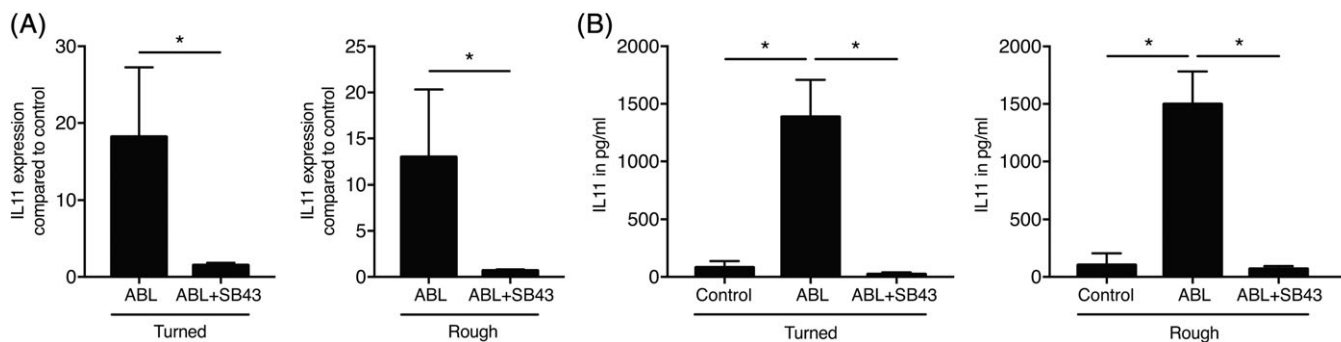 (A)
IL11 expression
compared to control
30
20
10
0
*
ABL
ABL+SB43
Turned
IL11 expression
compared to control
25
20
15
10
5
0
*
ABL
ABL+SB43
Rough
(B)
IL11 in pg/ml
2000
1500
1000
500
0
*
*
Control
ABL
ABL+SB43
Turned
IL11 in pg/ml
2000
1500
1000
500
0
*
*
Control
ABL
ABL+SB43
Rough